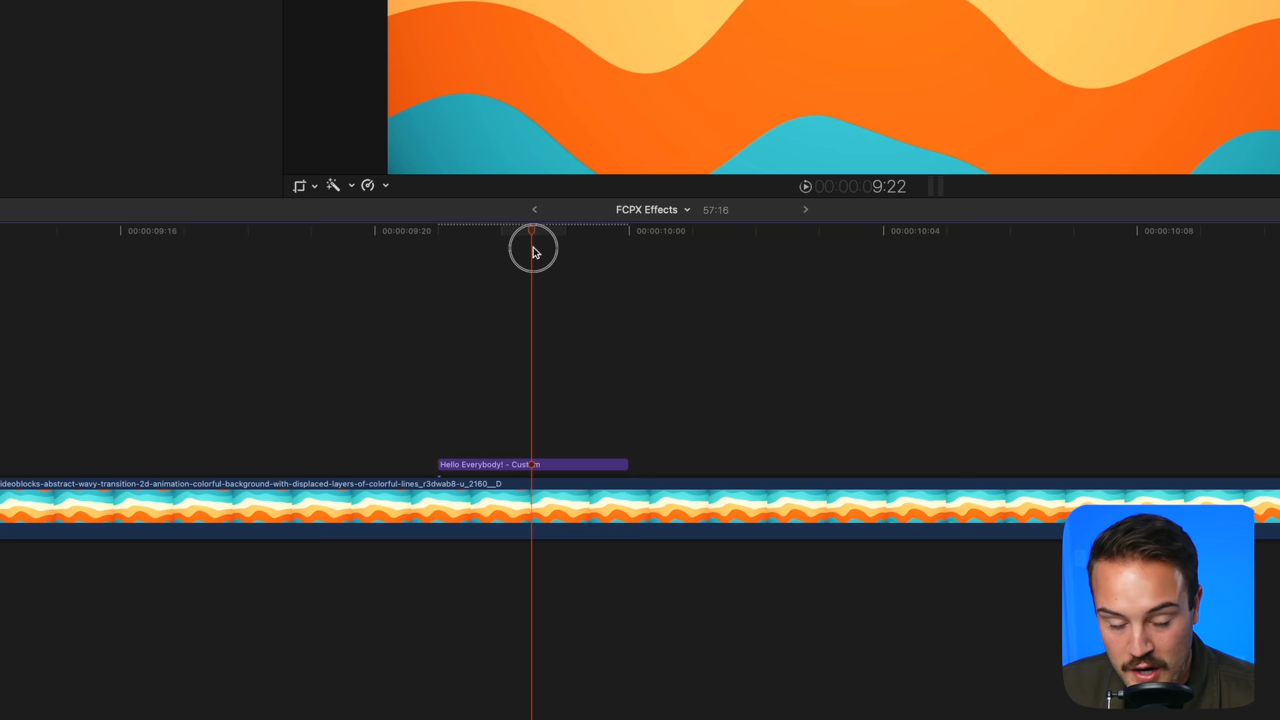 00:00:09:22
FCPX Effects 57:16
00:00:09:16 00:00:09:20 00:00:10:00 00:00:10:04 00:00:10:08
Hello Everybody! - Custom
ideoblocks-abstract-wavy-transition-2d-animation-colorful-background-with-displaced-layers-of-colorful-lines_r3dwab8-u_2160__D